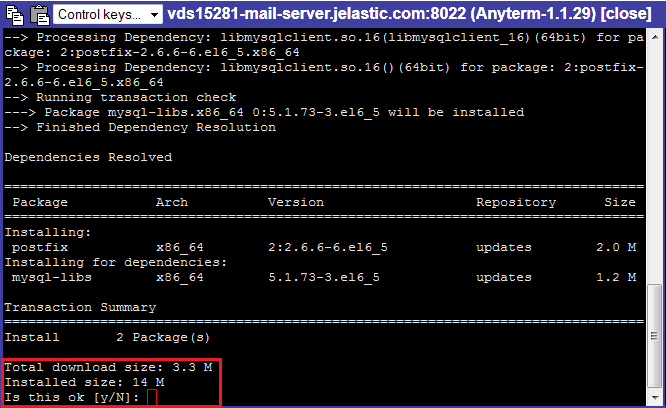 Control keys... vds15281-mail-server.jelastic.com:8022 (Anyterm-1.1.29) [close]
--> Processing Dependency: libmysqlclient.so.16(libmysqlclient_16)(64bit) for pa
ckage: 2:postfix-2.6.6-6.el6_5.x86_64
--> Processing Dependency: libmysqlclient.so.16()(64bit) for package: 2:postfix-
2.6.6-6.el6_5.x86_64
--> Running transaction check
---> Package mysql-libs.x86_64 0:5.1.73-3.el6_5 will be installed
--> Finished Dependency Resolution
Dependencies Resolved
================================================================================
Package Arch Version Repository Size
================================================================================
Installing:
postfix x86_64 2:2.6.6-6.el6_5 updates 2.0 M
Installing for dependencies:
mysql-libs x86_64 5.1.73-3.el6_5 updates 1.2 M
Transaction Summary
================================================================================
Install 2 Package(s)
Total download size: 3.3 M
Installed size: 14 M
Is this ok [y/N]: